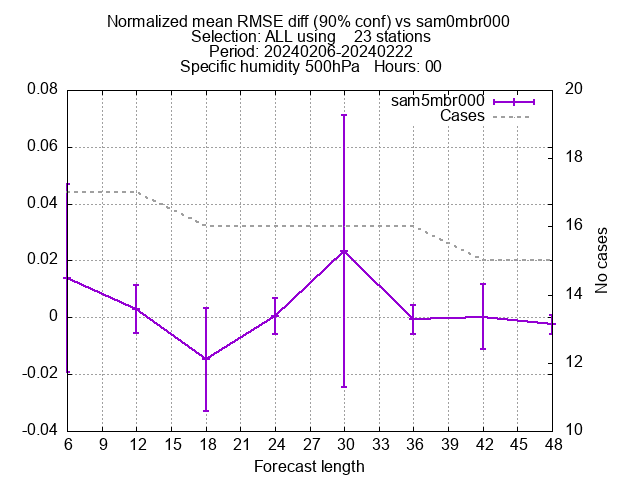 Normalized mean RMSE diff (90% conf) vs sam0mbr000
Selection: ALL using    23 stations
Period: 20240206-20240222
Specific humidity 500hPa   Hours: 00
sam5mbr000
Cases
0.08
0.06
0.04
0.02
0
-0.02
-0.04
20
18
16
14
12
10
No cases
6 9 12 15 18 21 24 27 30 33 36 39 42 45 48
Forecast length